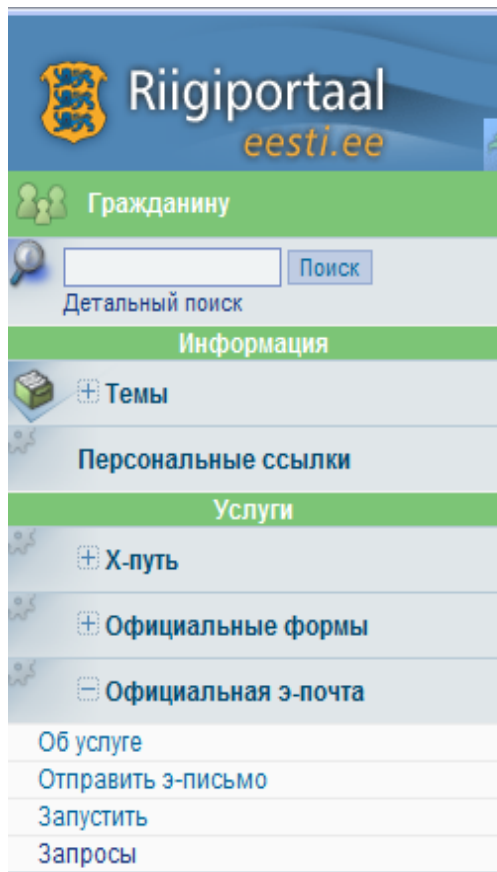 Riigiportaal
eesti.ee
Гражданину
Поиск
Детальный поиск
Информация
Темы
Персональные ссылки
Услуги
Х-путь
Официальные формы
Официальная э-почта
Об услуге
Отправить э-письмо
Запустить
Запросы